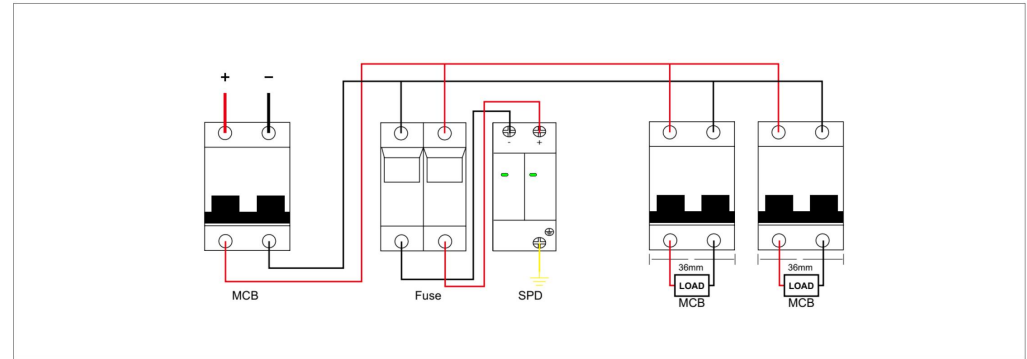 + −
- +
36mm 36mm
LOAD LOAD
MCB Fuse SPD MCB MCB